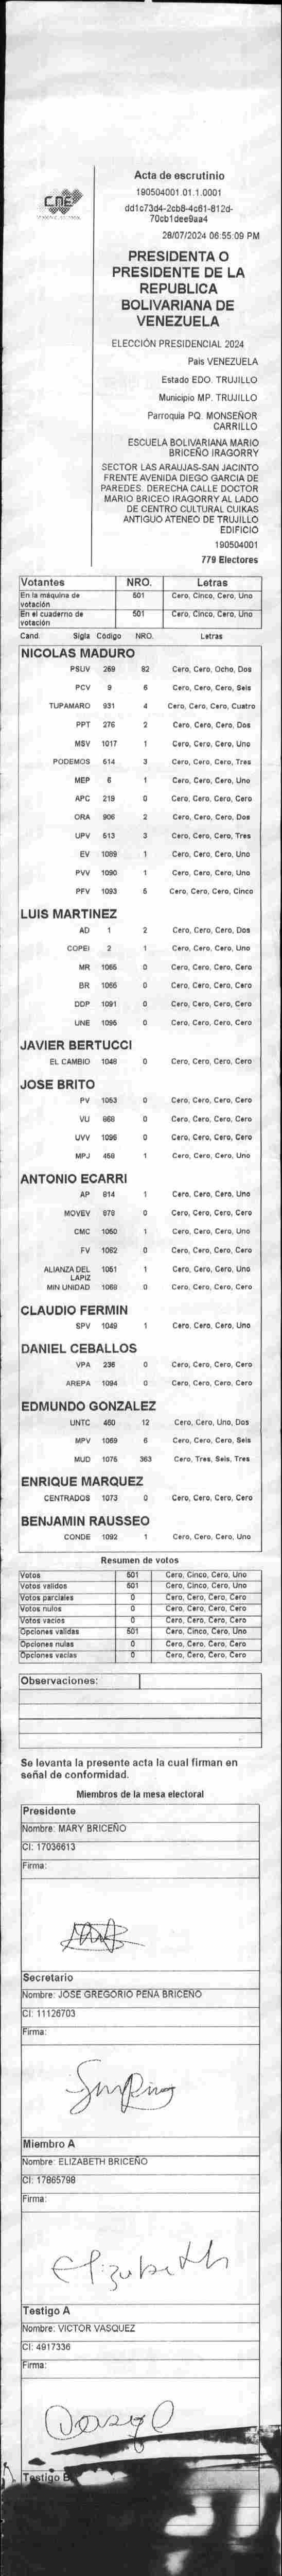 CNE
Acta de escrutinio
190504001.01.1.0001
dd1c73d4-2cb8-4c61-812d-
70cb1dee9aa4
28/07/2024 06:55:09 PM
PRESIDENTA O
PRESIDENTE DE LA
REPUBLICA
BOLIVARIANA DE
VENEZUELA
ELECCIÓN PRESIDENCIAL 2024
Pais VENEZUELA
Estado EDO. TRUJILLO
Municipio MP. TRUJILLO
Parroquia PQ. MONSEÑOR
CARRILLO
ESCUELA BOLIVARIANA MARIO
BRICEÑO IRAGORRY
SECTOR LAS ARAUJAS-SAN JACINTO
FRENTE AVENIDA DIEGO GARCIA DE
PAREDES. DERECHA CALLE DOCTOR
MARIO BRICEO IRAGORRY AL LADO
DE CENTRO CULTURAL CUIKAS
ANTIGUO ATENEO DE TRUJILLO
EDIFICIO
190504001
779 Electores
Votantes NRO. Letras
En la máquina de votación 501 Cero, Cinco, Cero, Uno
En el cuaderno de votación 501 Cero, Cinco, Cero, Uno
Cand. Sigla Código NRO. Letras
NICOLAS MADURO
PSUV 269 82 Cero, Cero, Ocho, Dos
PCV 9 6 Cero, Cero, Cero, Seis
TUPAMARO 931 4 Cero, Cero, Cero, Cuatro
PPT 276 2 Cero, Cero, Cero, Dos
MSV 1017 1 Cero, Cero, Cero, Uno
PODEMOS 614 3 Cero, Cero, Cero, Tres
MEP 6 1 Cero, Cero, Cero, Uno
APC 219 0 Cero, Cero, Cero, Cero
ORA 906 2 Cero, Cero, Cero, Dos
UPV 513 3 Cero, Cero, Cero, Tres
EV 1089 1 Cero, Cero, Cero, Uno
PVV 1090 1 Cero, Cero, Cero, Uno
PFV 1093 5 Cero, Cero, Cero, Cinco
LUIS MARTINEZ
AD 1 2 Cero, Cero, Cero, Dos
COPEI 2 1 Cero, Cero, Cero, Uno
MR 1065 0 Cero, Cero, Cero, Cero
BR 1066 0 Cero, Cero, Cero, Cero
DDP 1091 0 Cero, Cero, Cero, Cero
UNE 1095 0 Cero, Cero, Cero, Cero
JAVIER BERTUCCI
EL CAMBIO 1048 0 Cero, Cero, Cero, Cero
JOSE BRITO
PV 1053 0 Cero, Cero, Cero, Cero
VU 868 0 Cero, Cero, Cero, Cero
UVV 1096 0 Cero, Cero, Cero, Cero
MPJ 458 1 Cero, Cero, Cero, Uno
ANTONIO ECARRI
AP 814 1 Cero, Cero, Cero, Uno
MOVEV 879 0 Cero, Cero, Cero, Cero
CMC 1050 1 Cero, Cero, Cero, Uno
FV 1062 0 Cero, Cero, Cero, Cero
ALIANZA DEL LAPIZ 1051 1 Cero, Cero, Cero, Uno
MIN UNIDAD 1068 0 Cero, Cero, Cero, Cero
CLAUDIO FERMIN
SPV 1049 1 Cero, Cero, Cero, Uno
DANIEL CEBALLOS
VPA 236 0 Cero, Cero, Cero, Cero
AREPA 1094 0 Cero, Cero, Cero, Cero
EDMUNDO GONZALEZ
UNTC 460 12 Cero, Cero, Uno, Dos
MPV 1069 6 Cero, Cero, Cero, Seis
MUD 1075 363 Cero, Tres, Seis, Tres
ENRIQUE MARQUEZ
CENTRADOS 1073 0 Cero, Cero, Cero, Cero
BENJAMIN RAUSSEO
CONDE 1092 1 Cero, Cero, Cero, Uno
Resumen de votos
Votos 501 Cero, Cinco, Cero, Uno
Votos validos 501 Cero, Cinco, Cero, Uno
Votos parciales 0 Cero, Cero, Cero, Cero
Votos nulos 0 Cero, Cero, Cero, Cero
Votos vacios 0 Cero, Cero, Cero, Cero
Opciones validas 501 Cero, Cinco, Cero, Uno
Opciones nulas 0 Cero, Cero, Cero, Cero
Opciones vacias 0 Cero, Cero, Cero, Cero
Observaciones:
Se levanta la presente acta la cual firman en
señal de conformidad.
Miembros de la mesa electoral
Presidente
Nombre: MARY BRICEÑO
CI: 17036613
Firma:
Secretario
Nombre: JOSE GREGORIO PEÑA BRICEÑO
CI: 11126703
Firma:
Miembro A
Nombre: ELIZABETH BRICEÑO
CI: 17865798
Firma:
Elizabeth
Testigo A
Nombre: VICTOR VASQUEZ
CI: 4917336
Firma:
Testigo